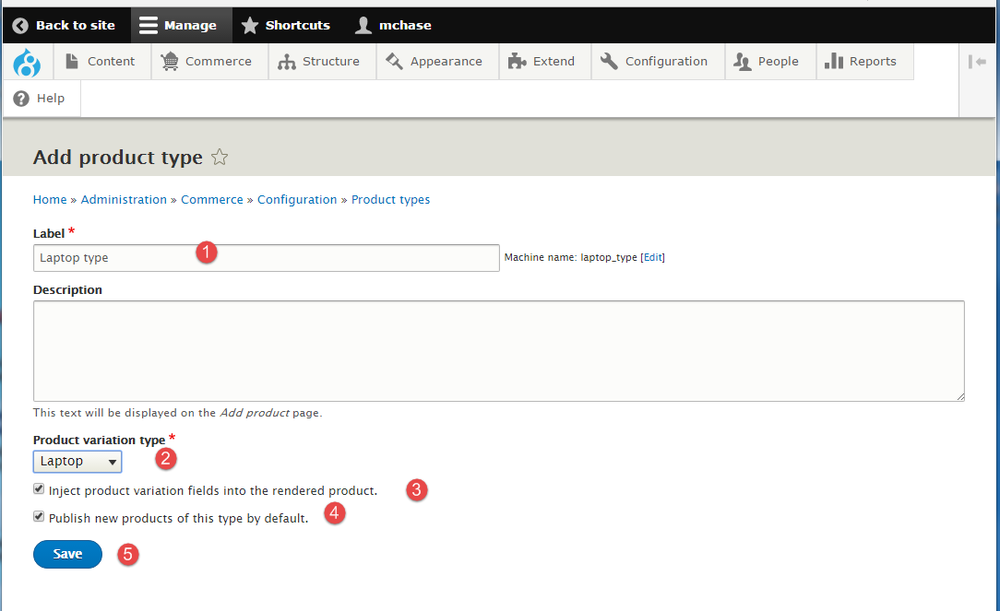 Back to site Manage Shortcuts mchase
Content Commerce Structure Appearance Extend Configuration People Reports
Help
Add product type
Home » Administration » Commerce » Configuration » Product types
Label *
Laptop type 1 Machine name: laptop_type [Edit]
Description
This text will be displayed on the Add product page.
Product variation type *
Laptop 2
Inject product variation fields into the rendered product. 3
Publish new products of this type by default. 4
Save 5